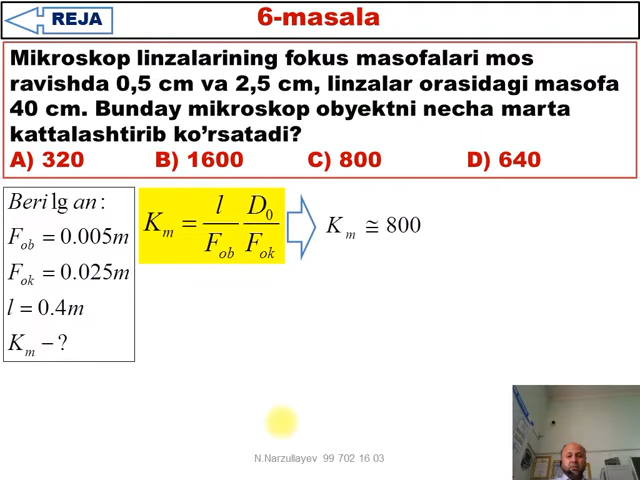 REJA
6-masala
Mikroskop linzalarining fokus masofalari mos
ravishda 0,5 cm va 2,5 cm, linzalar orasidagi masofa
40 cm. Bunday mikroskop obyektni necha marta
kattalashtirib ko’rsatadi?
A) 320 B) 1600 C) 800 D) 640
Berilgan:
F_ob = 0.005m
F_ok = 0.025m
l = 0.4m
K_m − ?
K_m = l/F_ob D_0/F_ok
K_m ≅ 800
N.Narzullayev 99 702 16 03